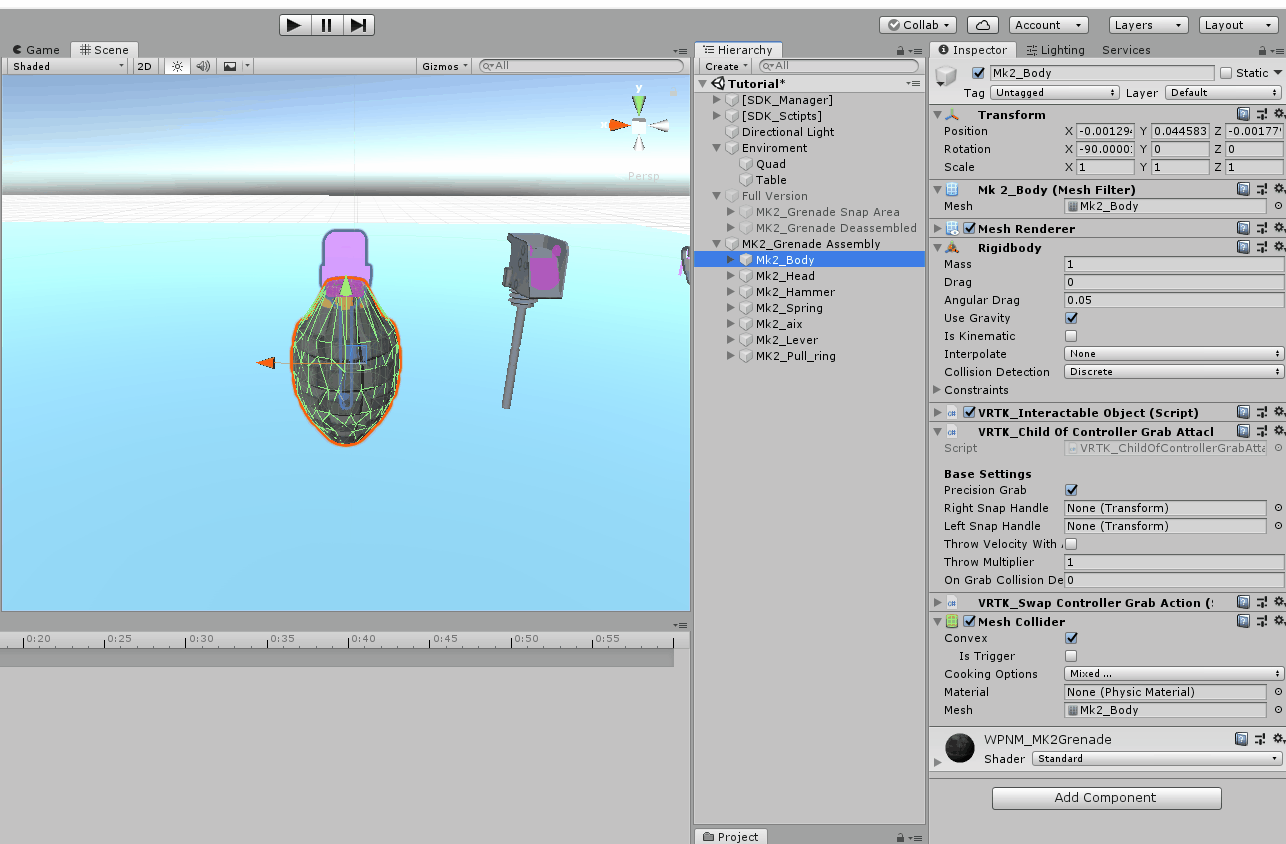 Collab
Account
Layers
Layout
Game
Scene
Shaded
2D
Gizmos
All
y
x
Persp
0:20
0:25
0:30
0:35
0:40
0:45
0:50
0:55
Hierarchy
Create
All
Tutorial*
[SDK_Manager]
[SDK_Sctipts]
Directional Light
Enviroment
Quad
Table
Full Version
MK2_Grenade Snap Area
MK2_Grenade Deassembled
MK2_Grenade Assembly
Mk2_Body
Mk2_Head
Mk2_Hammer
Mk2_Spring
Mk2_aix
Mk2_Lever
MK2_Pull_ring
Project
Inspector
Lighting
Services
Mk2_Body
Static
Tag Untagged Layer Default
Transform
Position X -0.00129 Y 0.044583 Z -0.00177
Rotation X -90.0000 Y 0 Z 0
Scale X 1 Y 1 Z 1
Mk 2_Body (Mesh Filter)
Mesh Mk2_Body
Mesh Renderer
Rigidbody
Mass 1
Drag 0
Angular Drag 0.05
Use Gravity
Is Kinematic
Interpolate None
Collision Detection Discrete
Constraints
VRTK_Interactable Object (Script)
VRTK_Child Of Controller Grab Attacl
Script VRTK_ChildOfControllerGrabAtta
Base Settings
Precision Grab
Right Snap Handle None (Transform)
Left Snap Handle None (Transform)
Throw Velocity With
Throw Multiplier 1
On Grab Collision De 0
VRTK_Swap Controller Grab Action (
Mesh Collider
Convex
Is Trigger
Cooking Options Mixed ...
Material None (Physic Material)
Mesh Mk2_Body
WPNM_MK2Grenade
Shader Standard
Add Component